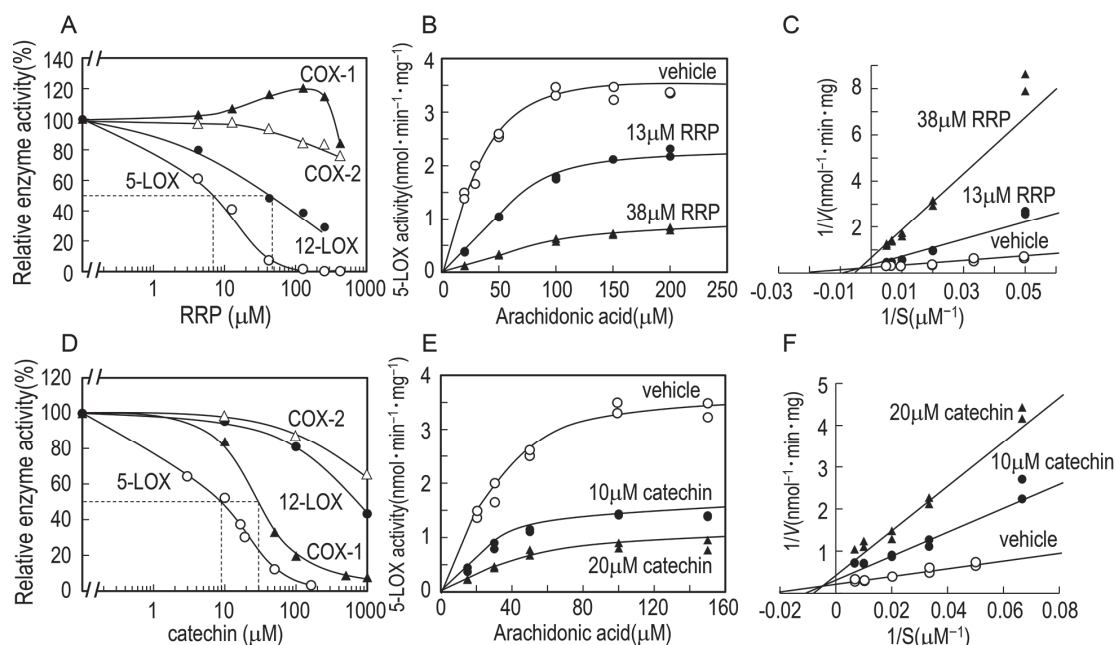 A
Relative enzyme activity(%)
140
120
100
80
60
40
20
0
1
10
100
1000
RRP (μM)
COX-1
COX-2
5-LOX
12-LOX
B
5-LOX activity(nmol·min⁻¹·mg⁻¹)
4
3
2
1
0
0
50
100
150
200
250
Arachidonic acid(μM)
vehicle
13μM RRP
38μM RRP
C
1/V(nmol⁻¹·min·mg)
8
6
4
2
-0.03
-0.01
0.01
0.03
0.05
1/S(μM⁻¹)
38μM RRP
13μM RRP
vehicle
D
Relative enzyme activity(%)
120
100
80
60
40
20
0
1
10
100
1000
catechin (μM)
COX-2
5-LOX
12-LOX
COX-1
E
5-LOX activity(nmol·min⁻¹·mg⁻¹)
4
3
2
1
0
0
40
80
120
160
Arachidonic acid(μM)
vehicle
10μM catechin
20μM catechin
F
1/V(nmol⁻¹·min·mg)
5
4
3
2
1
-0.02
0
0.02
0.04
0.06
0.08
1/S(μM⁻¹)
20μM catechin
10μM catechin
vehicle